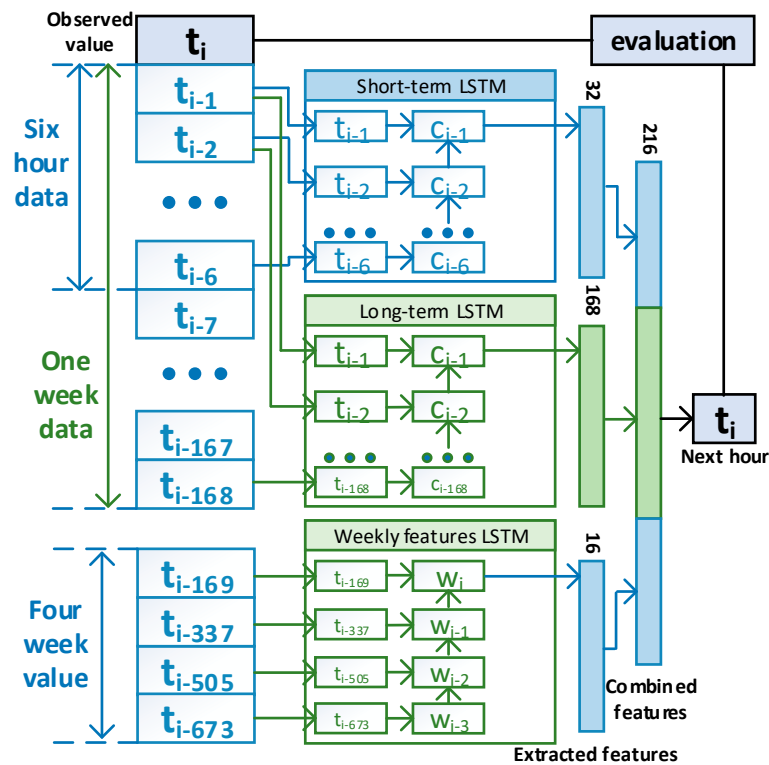 Observed
value
tᵢ
evaluation
Six
hour
data
tᵢ₋₁
tᵢ₋₂
tᵢ₋₆
tᵢ₋₇
One
week
data
tᵢ₋₁₆₇
tᵢ₋₁₆₈
Short-term LSTM
tᵢ₋₁
cᵢ₋₁
tᵢ₋₂
cᵢ₋₂
tᵢ₋₆
cᵢ₋₆
32
216
Long-term LSTM
tᵢ₋₁
cᵢ₋₁
tᵢ₋₂
cᵢ₋₂
tᵢ₋₁₆₈
cᵢ₋₁₆₈
168
tᵢ
Next hour
Four
week
value
tᵢ₋₁₆₉
tᵢ₋₃₃₇
tᵢ₋₅₀₅
tᵢ₋₆₇₃
Weekly features LSTM
tᵢ₋₁₆₉
wᵢ
tᵢ₋₃₃₇
wᵢ₋₁
tᵢ₋₅₀₅
wᵢ₋₂
tᵢ₋₆₇₃
wᵢ₋₃
16
Combined
features
Extracted features